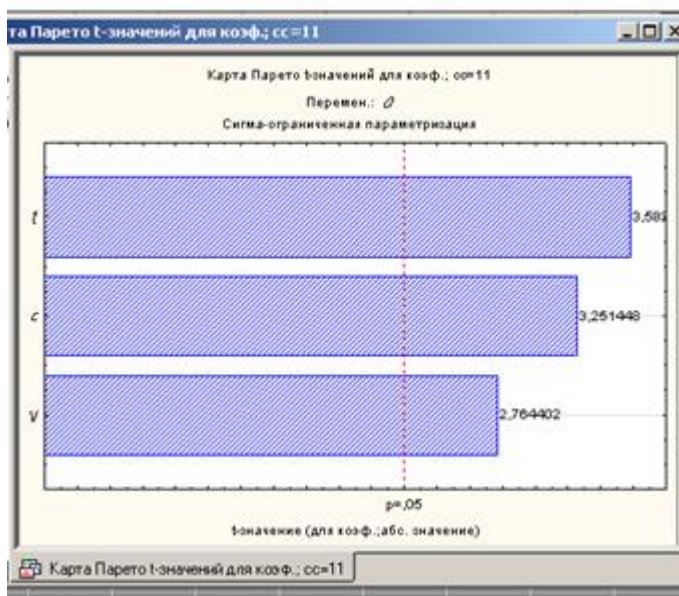 та Парето t-значений для коэф.; сс=11
Карта Парето t-значений для коэф.; сс=11
Перемен.: Q
Сигма-ограниченная параметризация
t
3,582
c
3,251448
V
2,764402
p=,05
t-значение (для коэф.;абс. значение)
Карта Парето t-значений для коэф.; сс=11